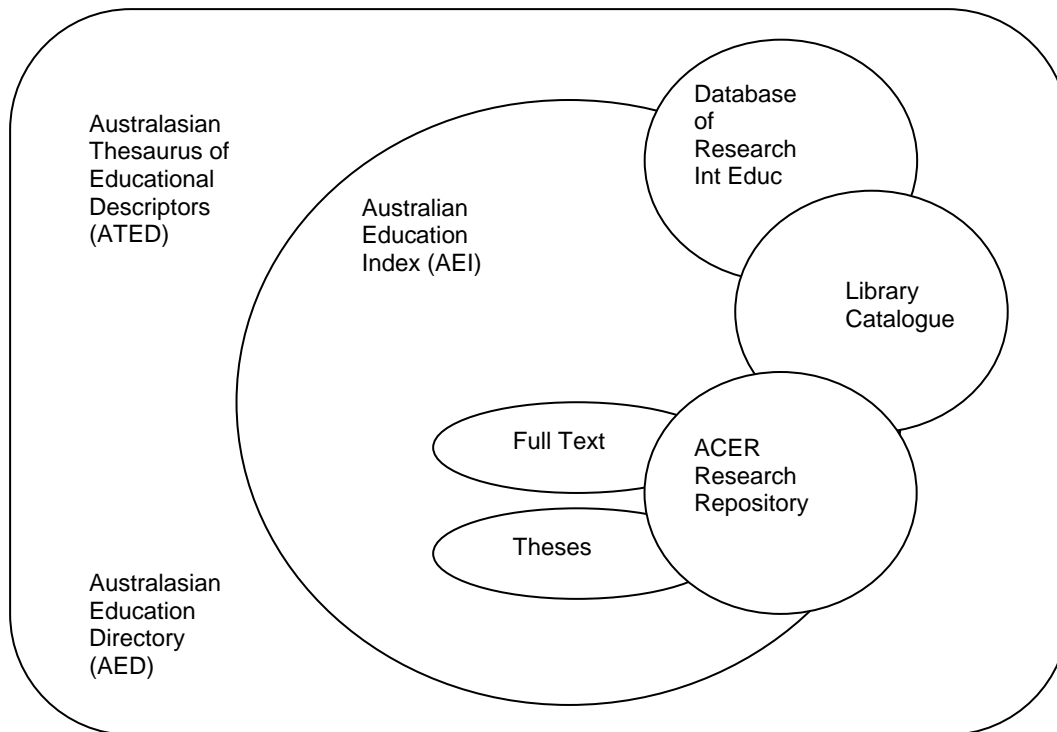 Australasian
Thesaurus of
Educational
Descriptors
(ATED)
Australian
Education
Index (AEI)
Database
of
Research
Int Educ
Library
Catalogue
Full Text
ACER
Research
Repository
Theses
Australasian
Education
Directory
(AED)